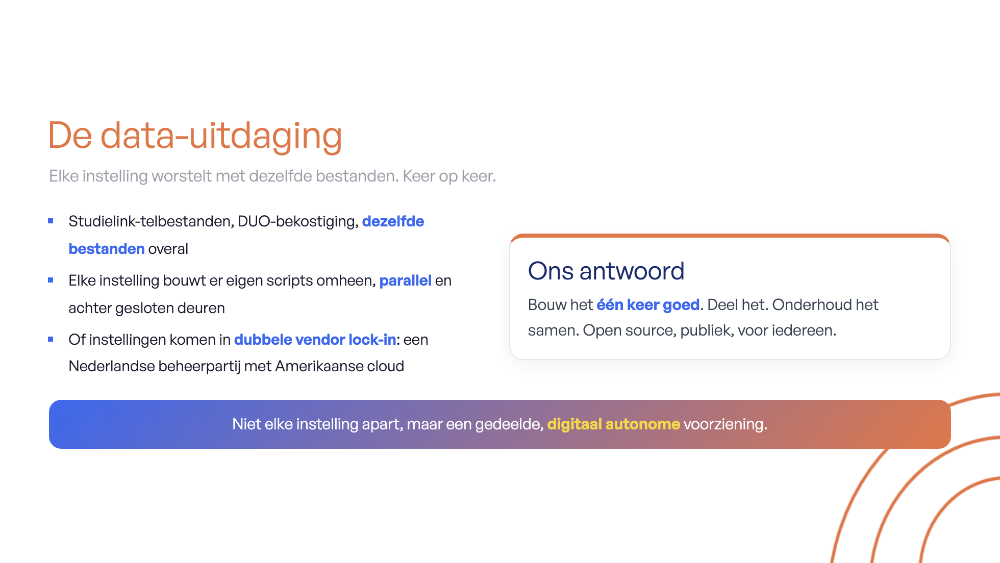 De data-uitdaging
Elke instelling worstelt met dezelfde bestanden. Keer op keer.
Studielink-telbestanden, DUO-bekostiging, dezelfde
bestanden overal
Elke instelling bouwt er eigen scripts omheen, parallel en
achter gesloten deuren
Of instellingen komen in dubbele vendor lock-in: een
Nederlandse beheerpartij met Amerikaanse cloud
Ons antwoord
Bouw het één keer goed. Deel het. Onderhoud het
samen. Open source, publiek, voor iedereen.
Niet elke instelling apart, maar een gedeelde, digitaal autonome voorziening.